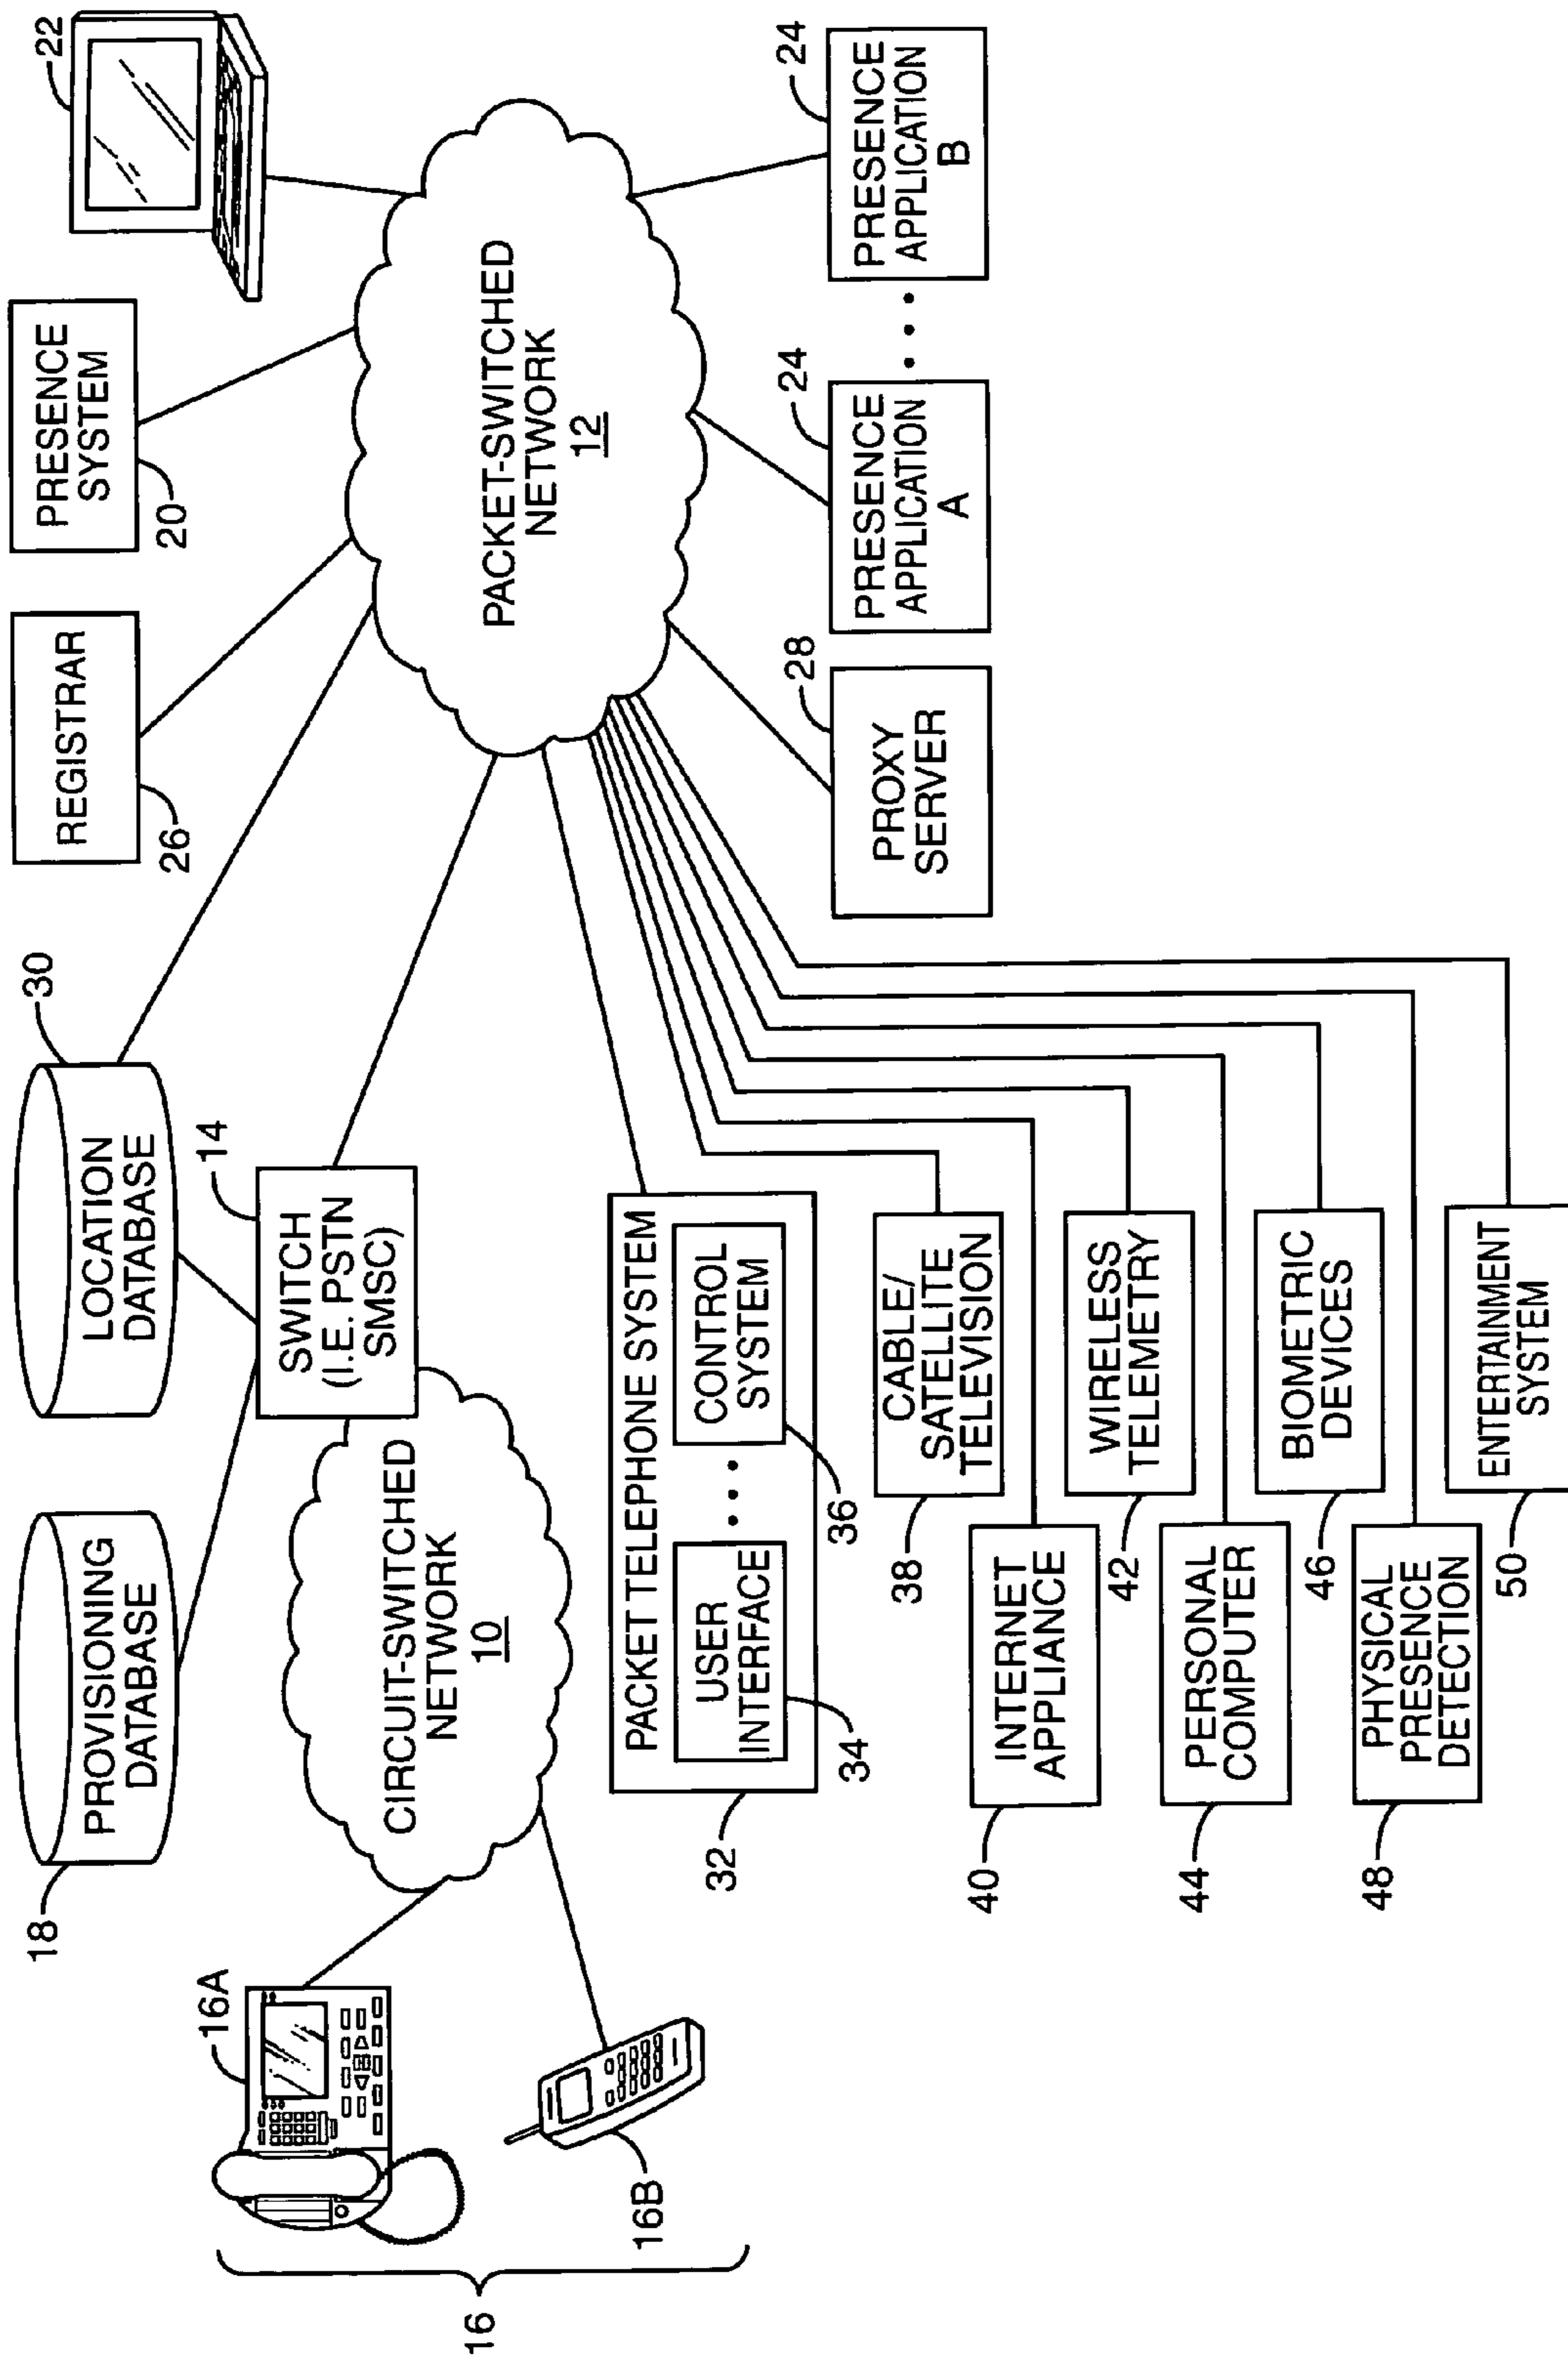 22
PRESENCE
SYSTEM
20
REGISTRAR
26
30
LOCATION
DATABASE
PROVISIONING
DATABASE
18
14
SWITCH
(I.E. PSTN
SMSC)
CIRCUIT-SWITCHED
NETWORK
10
PACKET-SWITCHED
NETWORK
12
16A
16B
16
24
PRESENCE
APPLICATION
B
24
PRESENCE
APPLICATION
A
28
PROXY
SERVER
PACKET TELEPHONE SYSTEM
USER
INTERFACE
CONTROL
SYSTEM
34
36
32
CABLE/
SATELLITE
TELEVISION
38
INTERNET
APPLIANCE
40
WIRELESS
TELEMETRY
42
PERSONAL
COMPUTER
44
BIOMETRIC
DEVICES
46
PHYSICAL
PRESENCE
DETECTION
48
ENTERTAINMENT
SYSTEM
50